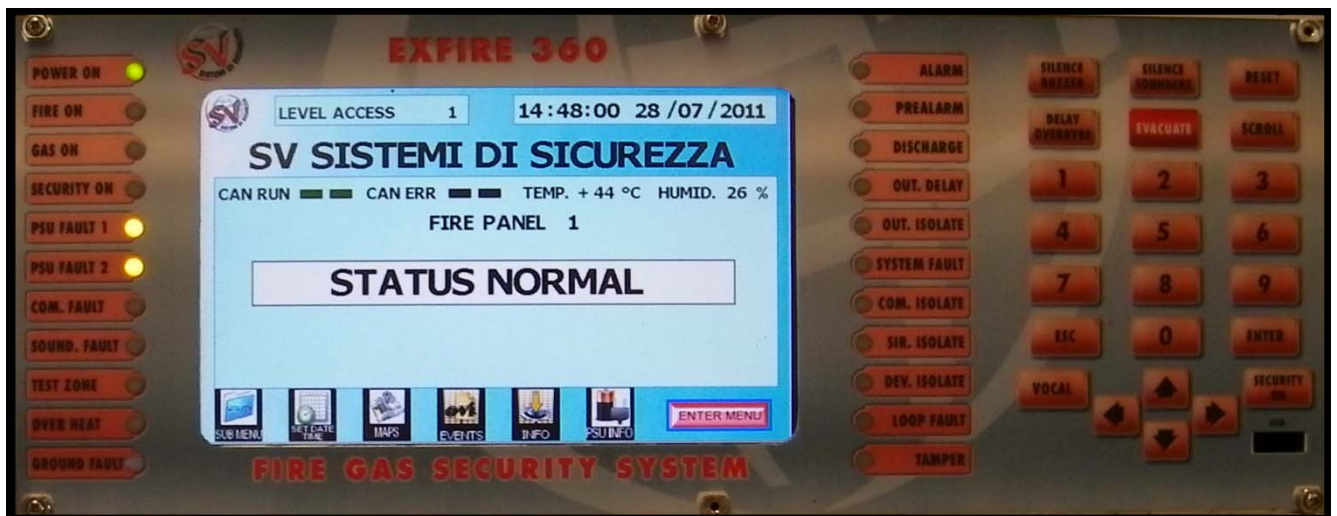 EXFIRE 360
POWER ON
FIRE ON
GAS ON
SECURITY ON
PSU FAULT 1
PSU FAULT 2
COM. FAULT
SOUND. FAULT
TEST ZONE
OVER HEAT
GROUND FAULT
SV
SV
LEVEL ACCESS 1
14:48:00 28/07/2011
SV SISTEMI DI SICUREZZA
CAN RUN CAN ERR TEMP. + 44 °C HUMID. 26 %
FIRE PANEL 1
STATUS NORMAL
SUB MENU
SET DATE TIME
MAPS
EVENTS
INFO
PSU INFO
ENTER MENU
FIRE GAS SECURITY SYSTEM
ALARM
PREALARM
DISCHARGE
OUT. DELAY
OUT. ISOLATE
SYSTEM FAULT
COM. ISOLATE
SIR. ISOLATE
DEV. ISOLATE
LOOP FAULT
TAMPER
SILENCE BUZZER
SILENCE SOUNDERS
RESET
DELAY OVERRIDE
EVACUATE
SCROLL
1 2 3
4 5 6
7 8 9
ESC 0 ENTER
VOCAL
SECURITY ON